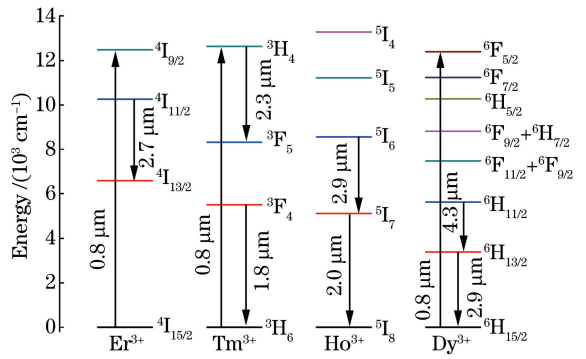 Energy /(10³ cm⁻¹)
14
12
10
8
6
4
2
0
⁴I₉/₂
⁴I₁₁/₂
2.7 μm
⁴I₁₃/₂
0.8 μm
⁴I₁₅/₂
Er³⁺
³H₄
2.3 μm
³F₅
³F₄
0.8 μm
1.8 μm
³H₆
Tm³⁺
⁵I₄
⁵I₅
⁵I₆
2.9 μm
⁵I₇
2.0 μm
⁵I₈
Ho³⁺
⁶F₅/₂
⁶F₇/₂
⁶H₅/₂
⁶F₉/₂+⁶H₇/₂
⁶F₁₁/₂+⁶F₉/₂
⁶H₁₁/₂
4.3 μm
⁶H₁₃/₂
0.8 μm
2.9 μm
⁶H₁₅/₂
Dy³⁺